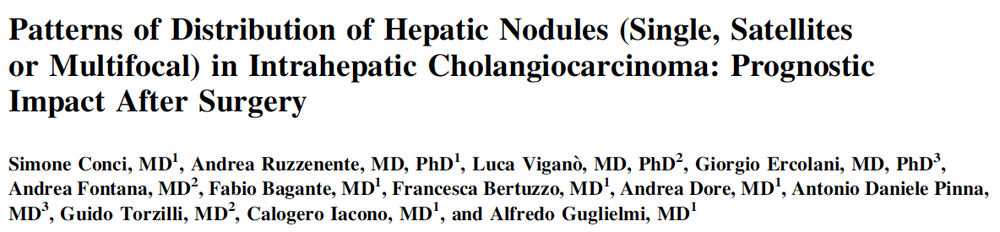 Patterns of Distribution of Hepatic Nodules (Single, Satellites
or Multifocal) in Intrahepatic Cholangiocarcinoma: Prognostic
Impact After Surgery
Simone Conci, MD1, Andrea Ruzzenente, MD, PhD1, Luca Viganò, MD, PhD2, Giorgio Ercolani, MD, PhD3,
Andrea Fontana, MD2, Fabio Bagante, MD1, Francesca Bertuzzo, MD1, Andrea Dore, MD1, Antonio Daniele Pinna,
MD3, Guido Torzilli, MD2, Calogero Iacono, MD1, and Alfredo Guglielmi, MD1